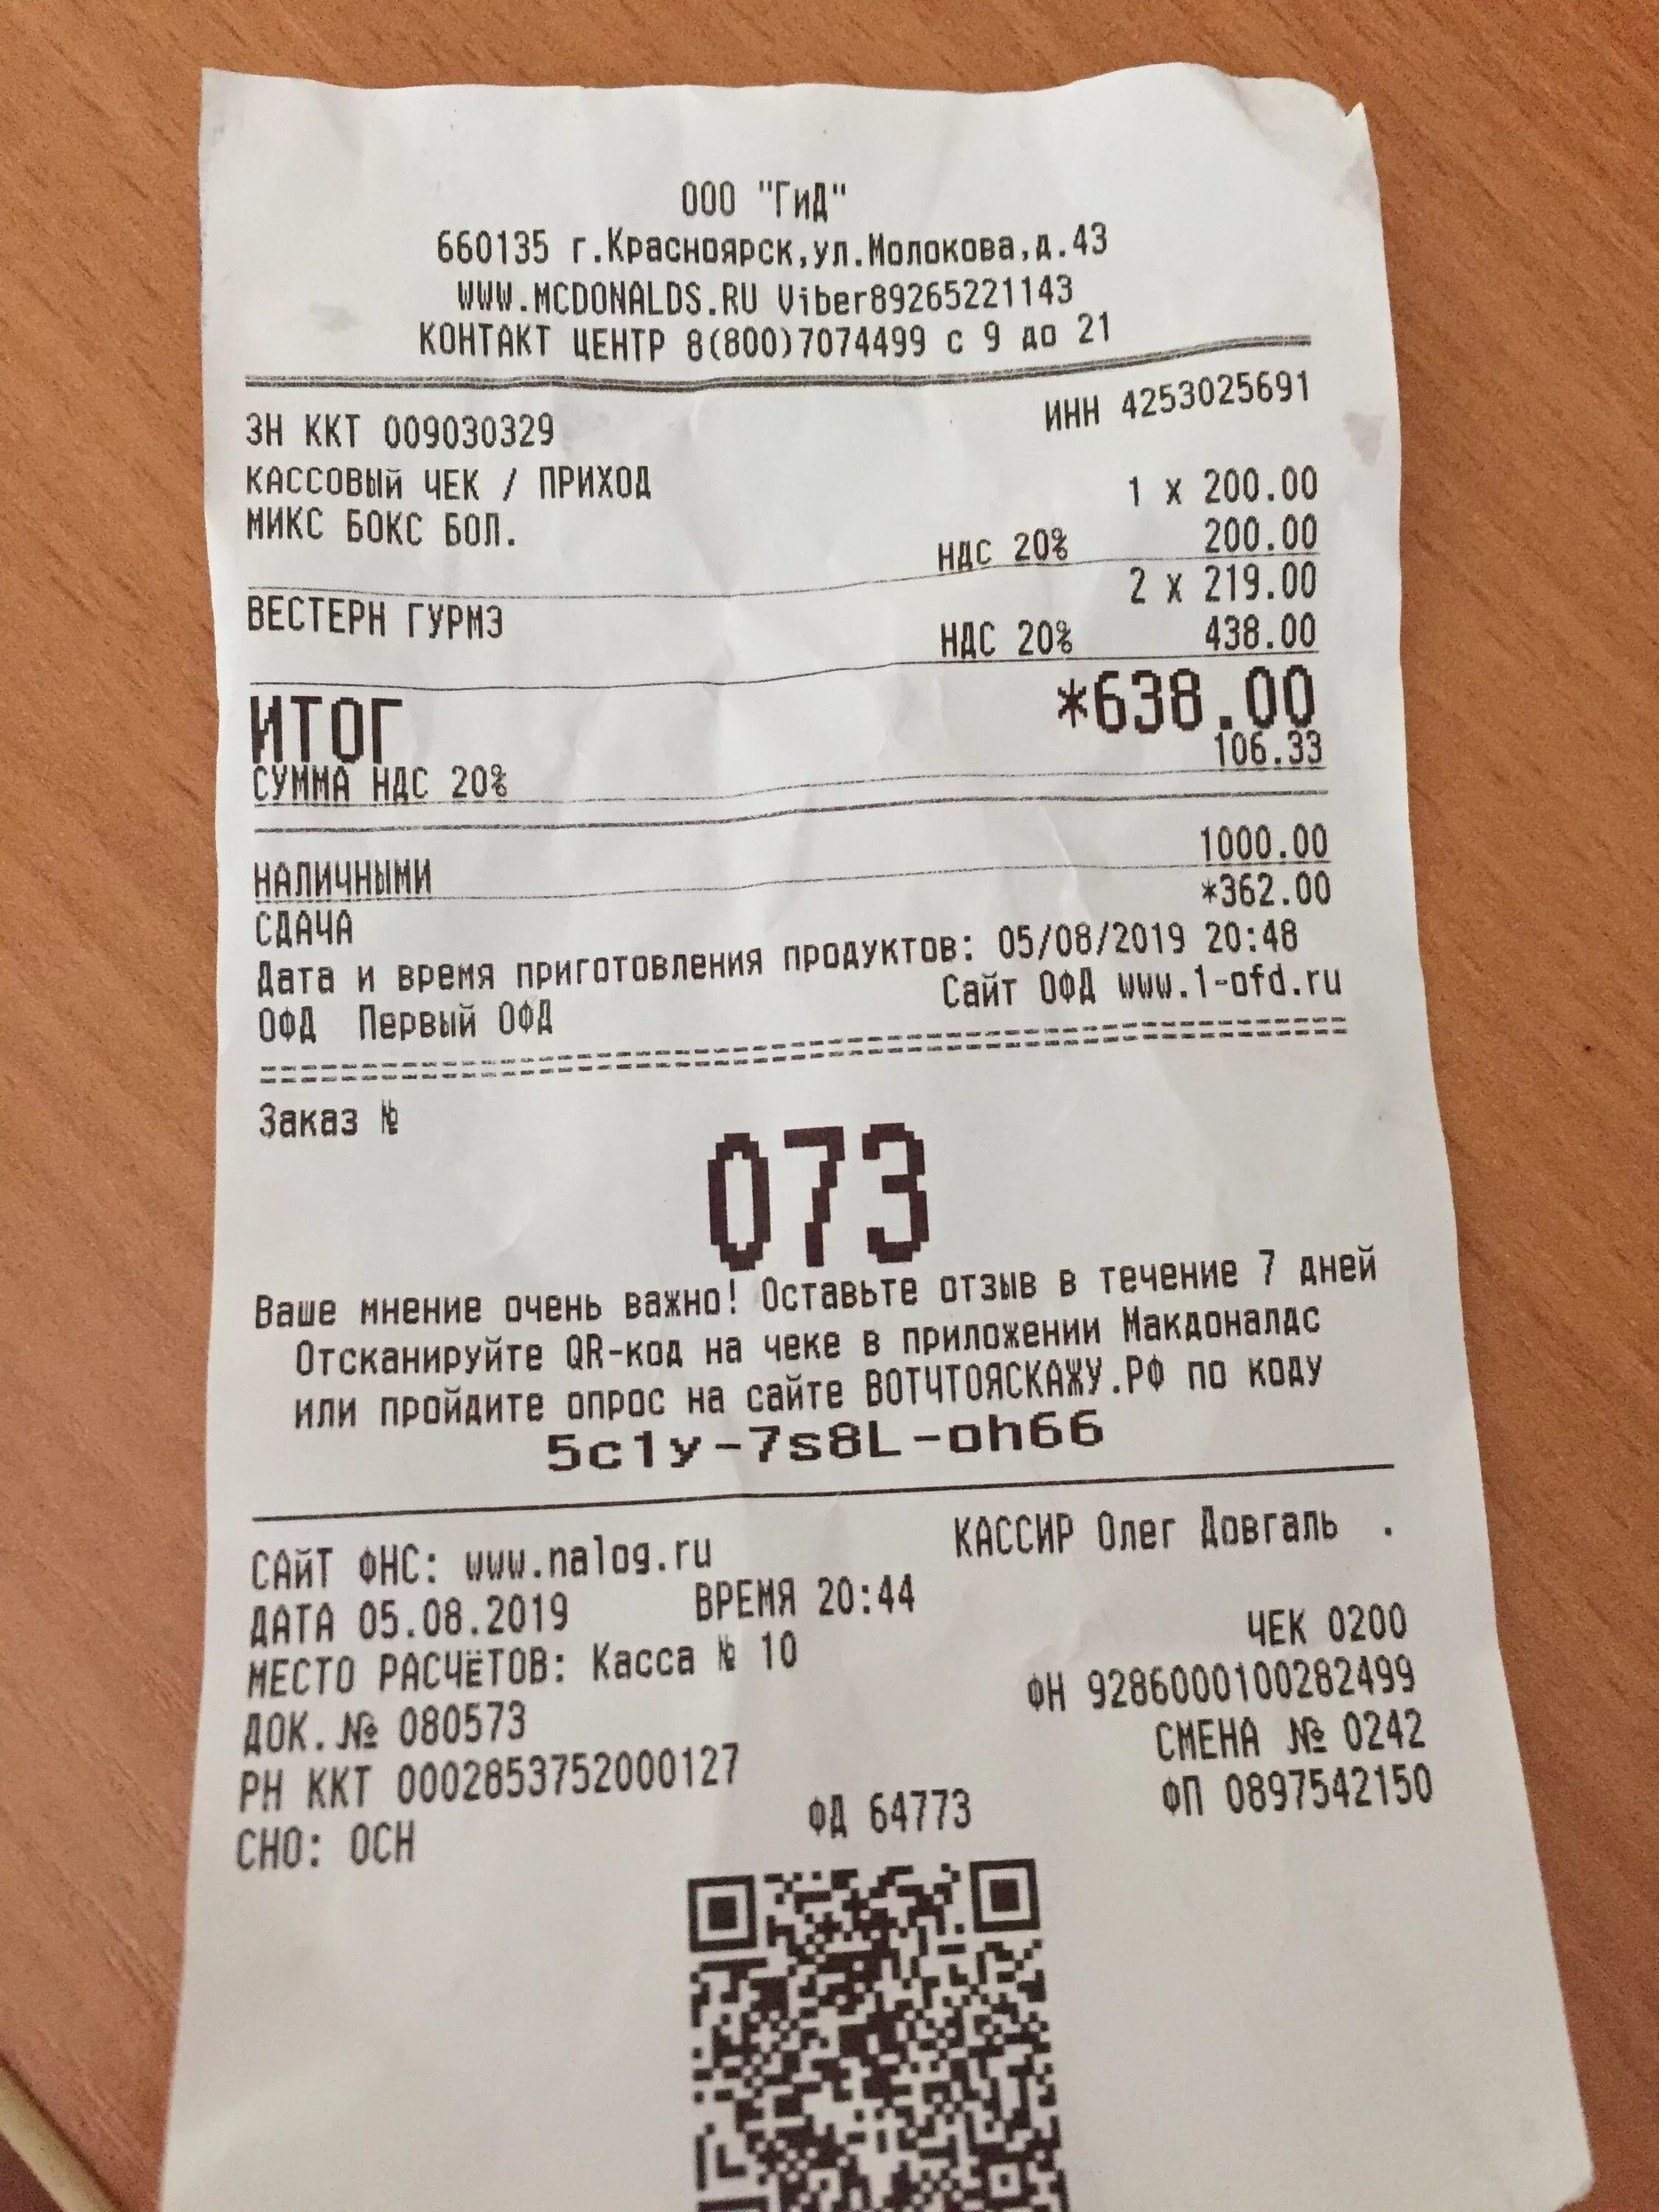 ООО "ГиД"
660135 г.Красноярск,ул.Молокова,д.43
WWW.MCDONALDS.RU Viber89265221143
КОНТАКТ ЦЕНТР 8(800)7074499 с 9 до 21
ЗН ККТ 009030329 ИНН 4253025691
КАССОВЫЙ ЧЕК / ПРИХОД
МИКС БОКС БОЛ. 1 x 200.00
НДС 20% 200.00
ВЕСТЕРН ГУРМЭ 2 x 219.00
НДС 20% 438.00
ИТОГ *638.00
СУММА НДС 20% 106.33
НАЛИЧНЫМИ 1000.00
СДАЧА *362.00
Дата и время приготовления продуктов: 05/08/2019 20:48
ОФД Первый ОФД Сайт ОФД www.1-ofd.ru
Заказ №
073
Ваше мнение очень важно! Оставьте отзыв в течение 7 дней
Отсканируйте QR-код на чеке в приложении Макдоналдс
или пройдите опрос на сайте ВОТЧТОЯСКАЖУ.РФ по коду
5c1y-7s8L-oh66
САЙТ ФНС: www.nalog.ru КАССИР Олег Довгаль .
ДАТА 05.08.2019 ВРЕМЯ 20:44
МЕСТО РАСЧЁТОВ: Касса № 10 ЧЕК 0200
ДОК.№ 080573 ФН 9286000100282499
РН ККТ 0002853752000127 СМЕНА № 0242
СНО: ОСН ФД 64773 ФП 0897542150